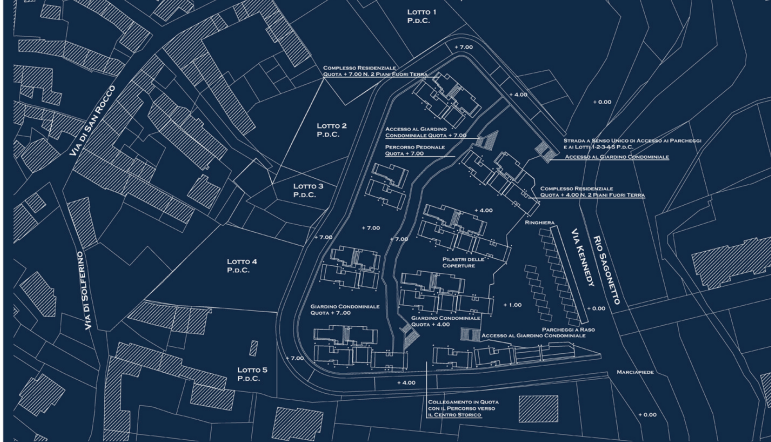 Lotto 1
P.d.C.
+ 7.00
Complesso Residenziale
Quota + 7.00 N. 2 Piani Fuori Terra
+ 4.00
+ 0.00
Via di San Rocco
Lotto 2
P.d.C.
Accesso al Giardino
Condominiale Quota + 7.00
Percorso Pedonale
Quota + 7.00
Strada a Senso Unico di Accesso ai Parcheggi
e ai Lotti 1-2-3-4-5 P.d.C.
Accesso al Giardino Condominiale
Lotto 3
P.d.C.
Complesso Residenziale
Quota + 4.00 N. 2 Piani Fuori Terra
+ 4.00
+ 7.00
+ 7.00
+ 7.00
Ringhiera
Via Kennedy
Rio Sagonetto
Lotto 4
P.d.C.
Pilastri delle
Coperture
Via di Solferino
Giardino Condominiale
Quota + 7..00
Giardino Condominiale
Quota + 4.00
+ 1.00
+ 0.00
Parcheggi a Raso
Accesso al Giardino Condominiale
+ 7.00
Lotto 5
P.d.C.
+ 4.00
Marciapiede
Collegamento in Quota
con il Percorso verso
il Centro Storico
+ 0.00